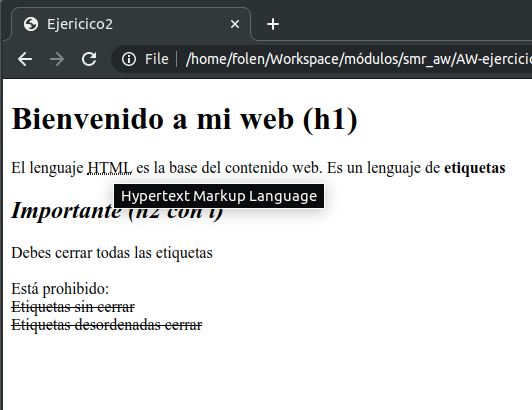 Ejericico2
File
/home/folen/Workspace/módulos/smr_aw/AW-ejercicio
Bienvenido a mi web (h1)
El lenguaje HTML es la base del contenido web. Es un lenguaje de etiquetas
Hypertext Markup Language
Importante (h2 con i)
Debes cerrar todas las etiquetas
Está prohibido:
Etiquetas sin cerrar
Etiquetas desordenadas cerrar